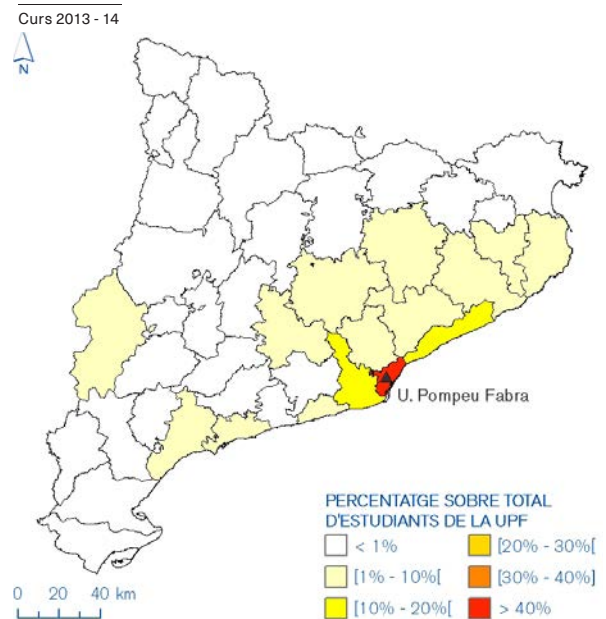 Curs 2013 - 14
N
U. Pompeu Fabra
PERCENTATGE SOBRE TOTAL
D'ESTUDIANTS DE LA UPF
< 1%
[20% - 30%[
[1% - 10%[
[30% - 40%]
[10% - 20%[
> 40%
0 20 40 km